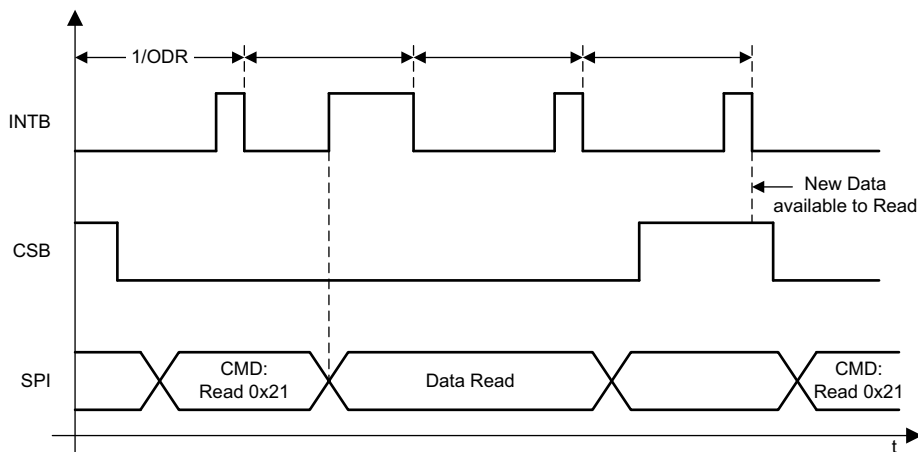 1/ODR
INTB
New Data
available to Read
CSB
CMD:
Read 0x21
Data Read
CMD:
Read 0x21
SPI
t